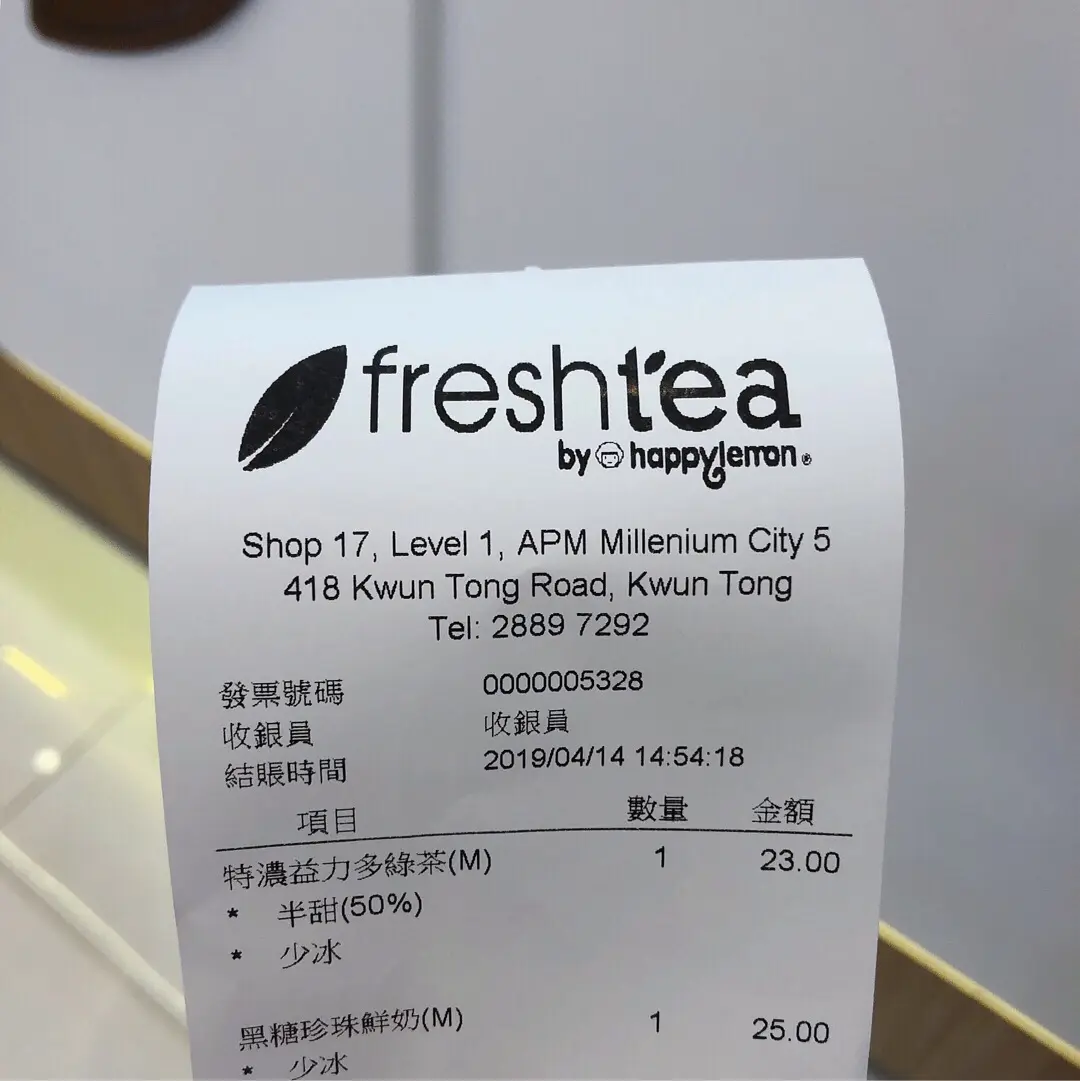 freshtea
by happylemon®
Shop 17, Level 1, APM Millenium City 5
418 Kwun Tong Road, Kwun Tong
Tel: 2889 7292
發票號碼 0000005328
收銀員 收銀員
結賬時間 2019/04/14 14:54:18
項目 數量 金額
特濃益力多綠茶(M) 1 23.00
* 半甜(50%)
* 少冰
黑糖珍珠鮮奶(M) 1 25.00
* 少冰